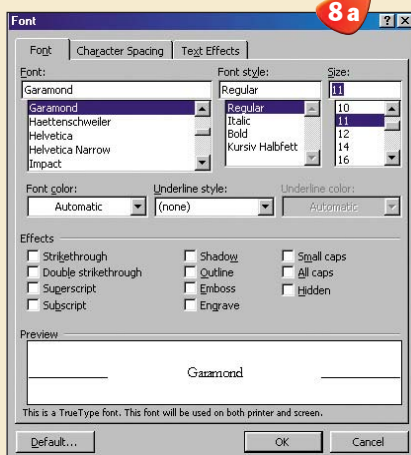 8a
Font
Font Character Spacing Text Effects
Font: Font style: Size:
Garamond Regular 11
Garamond Regular 10
Haettenschweiler Italic 11
Helvetica Bold 12
Helvetica Narrow Kursiv Halbfett 14
Impact 16
Font color: Underline style: Underline color:
Automatic (none) Automatic
Effects
Strikethrough Shadow Small caps
Double strikethrough Outline All caps
Superscript Emboss Hidden
Subscript Engrave
Preview
Garamond
This is a TrueType font. This font will be used on both printer and screen.
Default... OK Cancel